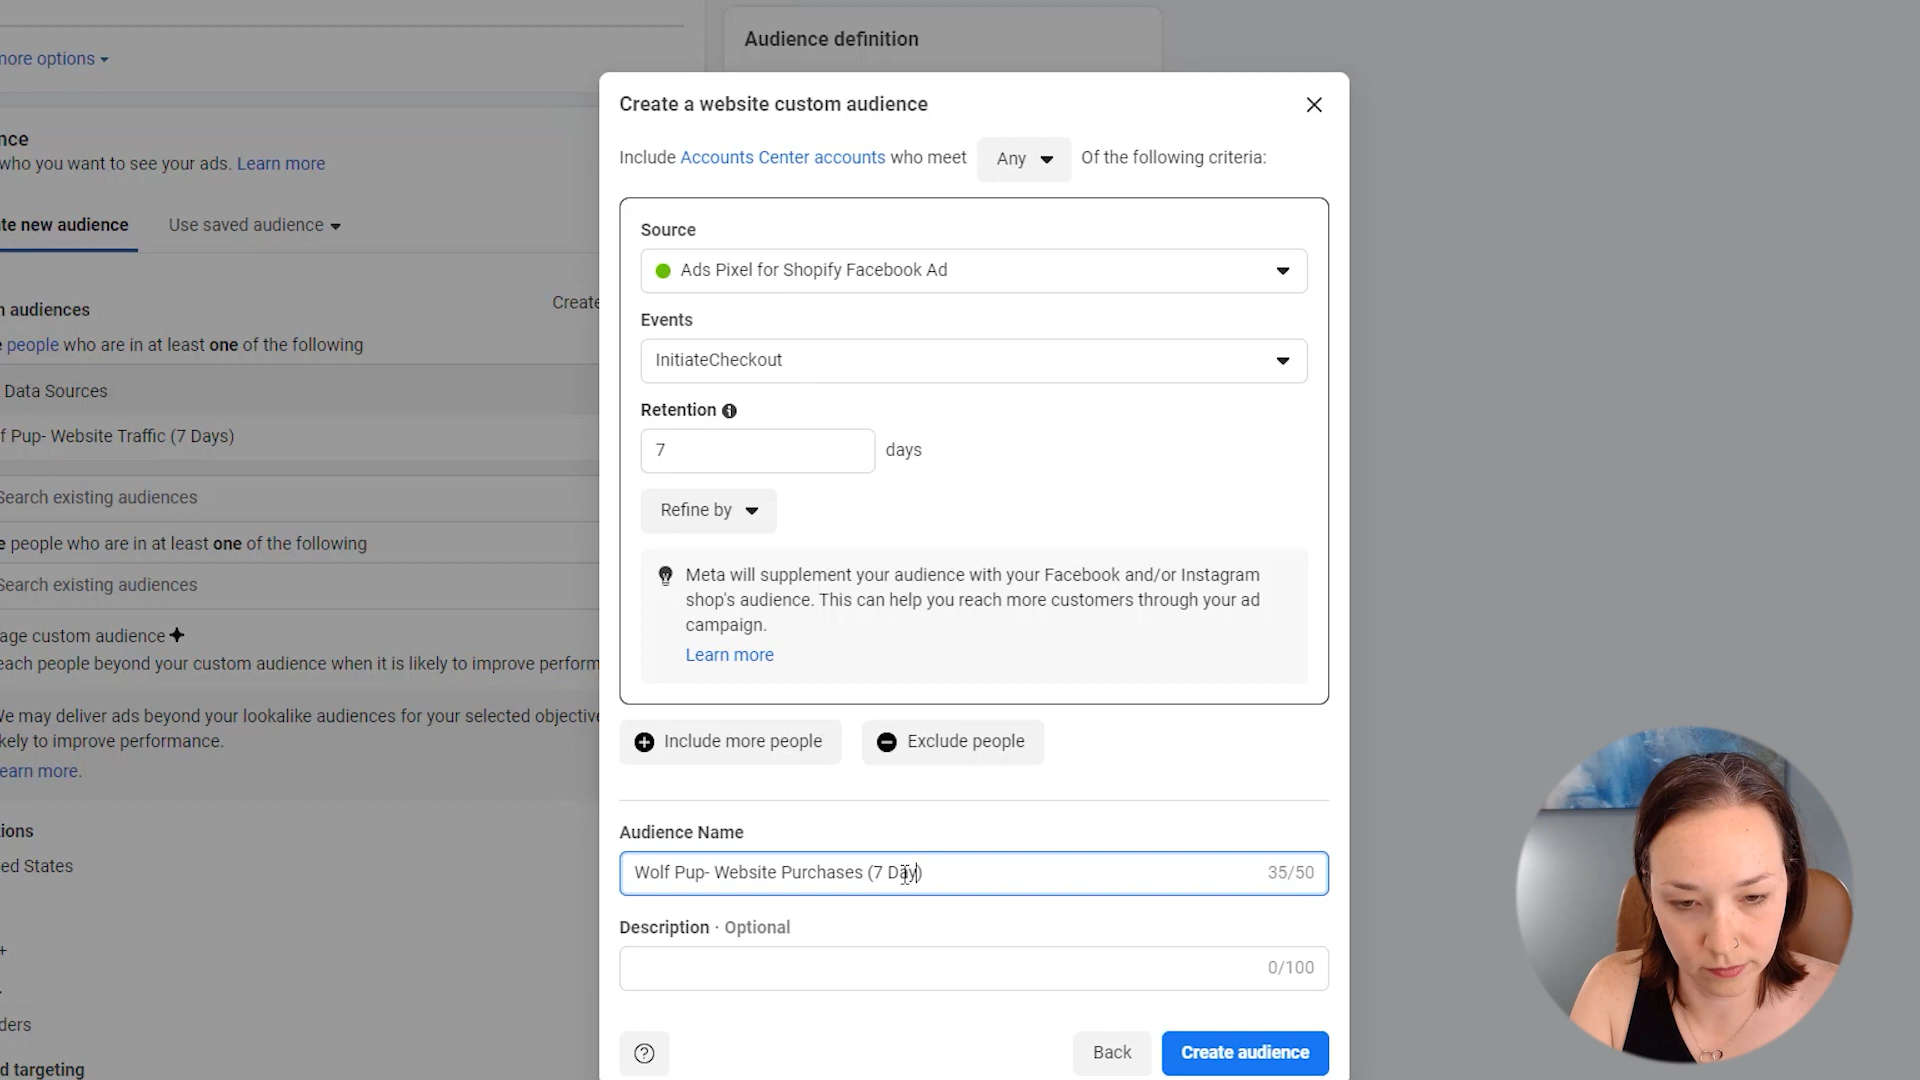 more options
Audience definition
Create a website custom audience
Include Accounts Center accounts who meet Any Of the following criteria:
nce
who you want to see your ads. Learn more
te new audience Use saved audience
Source
Ads Pixel for Shopify Facebook Ad
Create
m audiences
Events
e people who are in at least one of the following
InitiateCheckout
Data Sources
Retention
f Pup- Website Traffic (7 Days)
7 days
Search existing audiences
Refine by
e people who are in at least one of the following
Search existing audiences
Meta will supplement your audience with your Facebook and/or Instagram
shop's audience. This can help you reach more customers through your ad
campaign.
Learn more
age custom audience
each people beyond your custom audience when it is likely to improve perform
We may deliver ads beyond your lookalike audiences for your selected objective
kely to improve performance.
earn more.
Include more people Exclude people
tions
Audience Name
ed States
Wolf Pup- Website Purchases (7 Day) 35/50
Description · Optional
+
0/100
ders
Back Create audience
d targeting